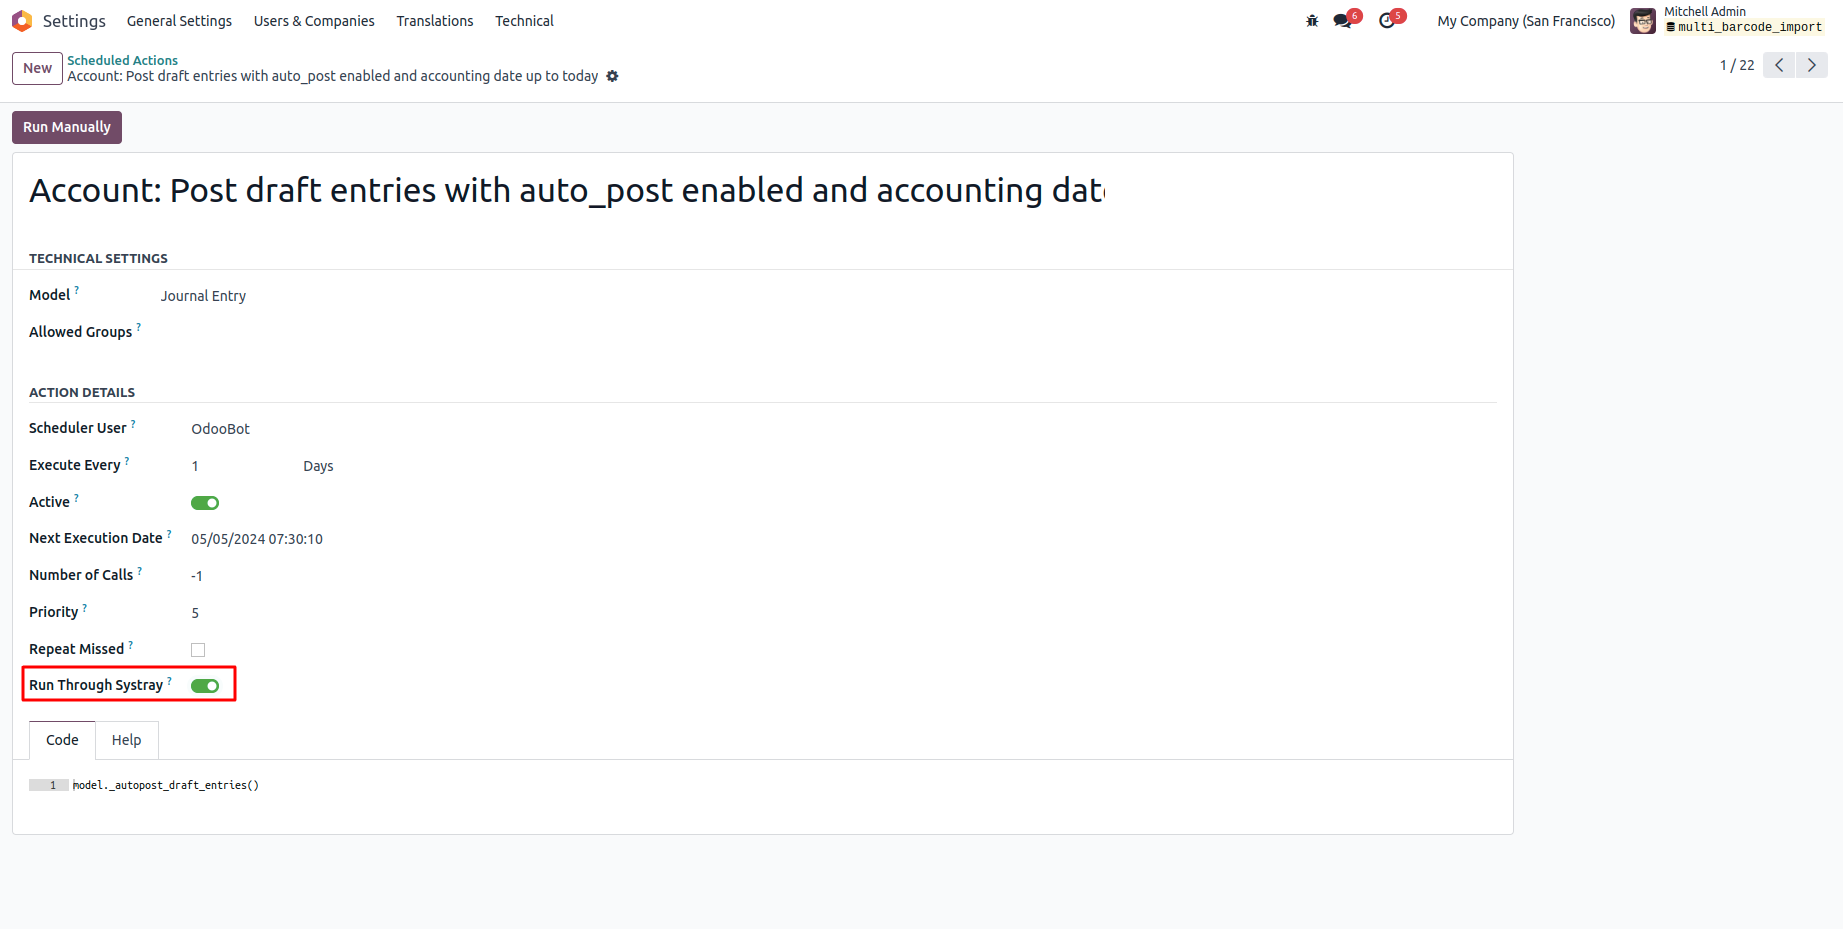 Settings General Settings Users & Companies Translations Technical 6 5 My Company (San Francisco) Mitchell Admin
multi_barcode_import
New Scheduled Actions
Account: Post draft entries with auto_post enabled and accounting date up to today 1 / 22
Run Manually
Account: Post draft entries with auto_post enabled and accounting dat
TECHNICAL SETTINGS
Model ? Journal Entry
Allowed Groups ?
ACTION DETAILS
Scheduler User ? OdooBot
Execute Every ? 1 Days
Active ?
Next Execution Date ? 05/05/2024 07:30:10
Number of Calls ? -1
Priority ? 5
Repeat Missed ?
Run Through Systray ?
Code Help
1 model._autopost_draft_entries()